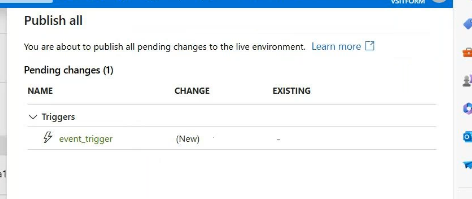 VSITFORM
Publish all
You are about to publish all pending changes to the live environment. Learn more
Pending changes (1)
NAME CHANGE EXISTING
Triggers
event_trigger (New) -